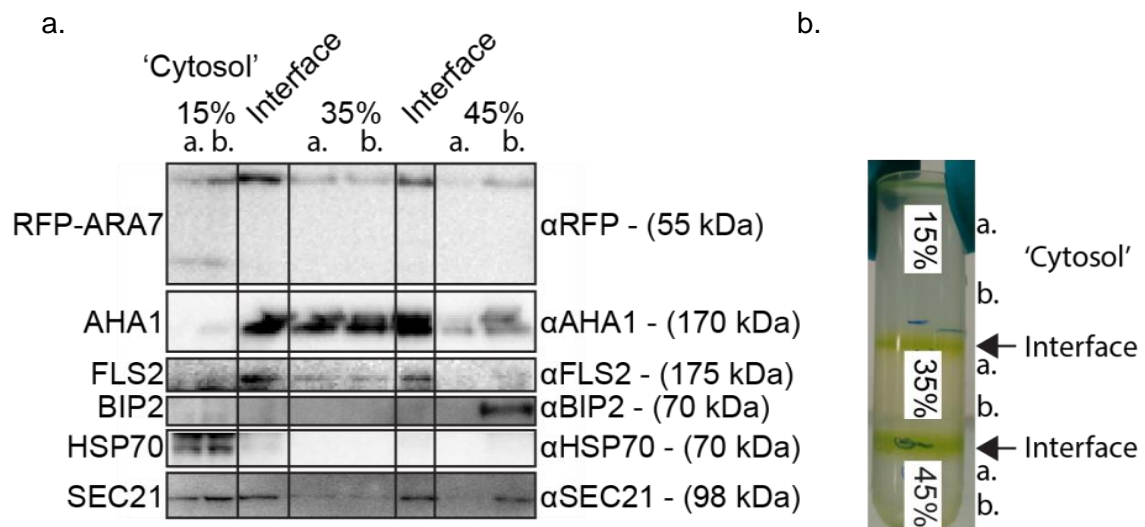 a.
'Cytosol'
Interface
Interface
15%
35%
45%
a. b.
a.
b.
a.
b.
RFP-ARA7
αRFP - (55 kDa)
AHA1
αAHA1 - (170 kDa)
FLS2
αFLS2 - (175 kDa)
BIP2
αBIP2 - (70 kDa)
HSP70
αHSP70 - (70 kDa)
SEC21
αSEC21 - (98 kDa)
b.
15%
a.
'Cytosol'
b.
Interface
35%
a.
b.
Interface
45%
a.
b.